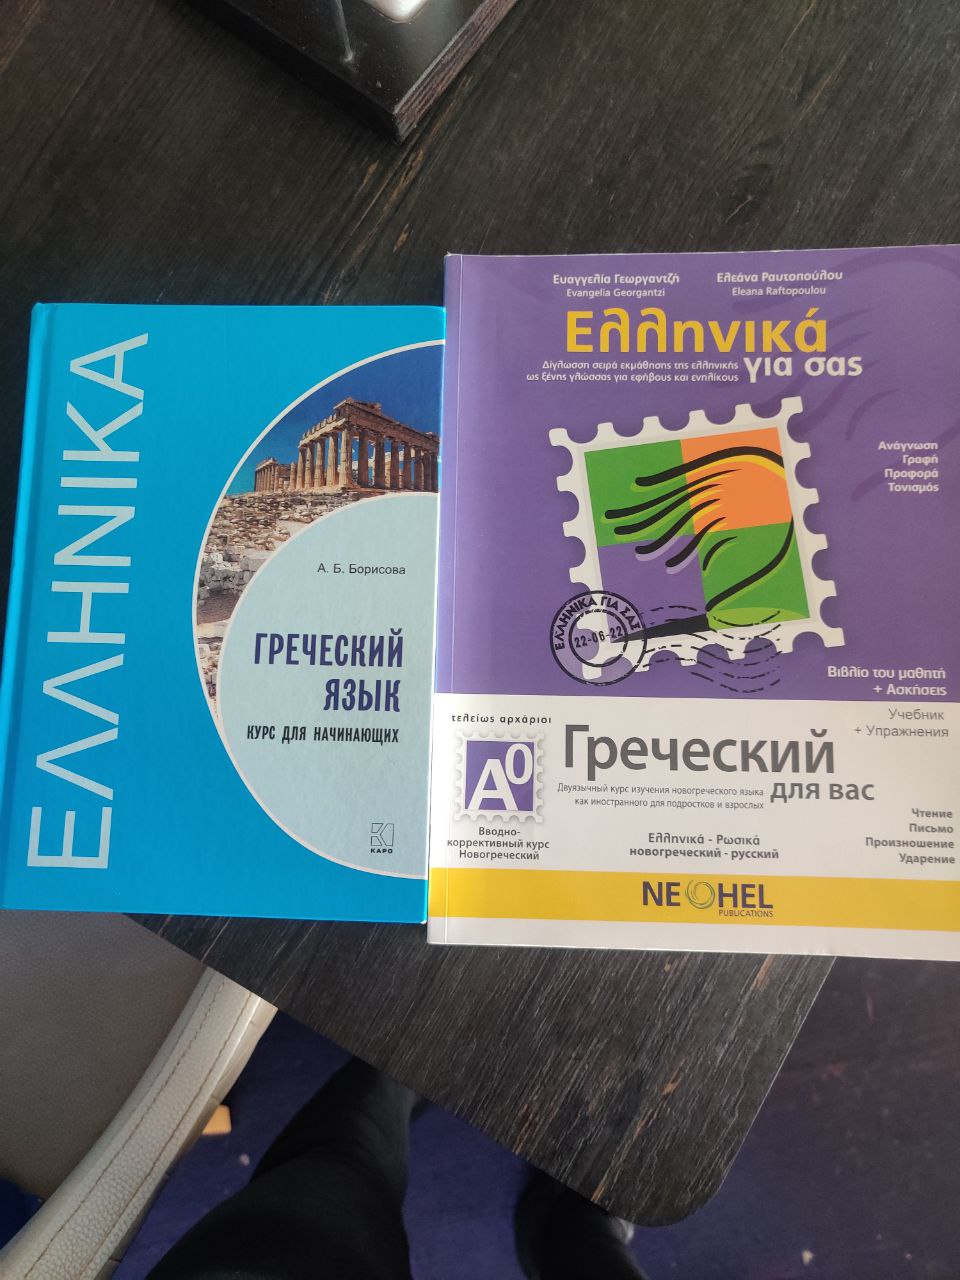 ΕΛΛΗΝΙΚΑ
А. Б. Борисова
ГРЕЧЕСКИЙ
ЯЗЫК
КУРС ДЛЯ НАЧИНАЮЩИХ
КАРО
Ευαγγελία Γεωργαντζή
Evangelia Georgantzi
Ελεάνα Ραυτοπούλου
Eleana Raftopoulou
Ελληνικά
για σας
Δίγλωσση σειρά εκμάθησης της ελληνικής
ως ξένης γλώσσας για εφήβους και ενηλίκους
Ανάγνωση
Γραφή
Προφορά
Τονισμός
ΕΛΛΗΝΙΚΑ ΓΙΑ ΣΑΣ
22-06-22
Βιβλίο του μαθητή
+ Ασκήσεις
Учебник
+ Упражнения
τελείως αρχάριοι
A0
Вводно-
коррективный курс
Новогреческий
Греческий
для вас
Двуязычный курс изучения новогреческого языка
как иностранного для подростков и взрослых
Ελληνικά - Ρωσικά
новогреческий - русский
Чтение
Письмо
Произношение
Ударение
NEOHEL
PUBLICATIONS